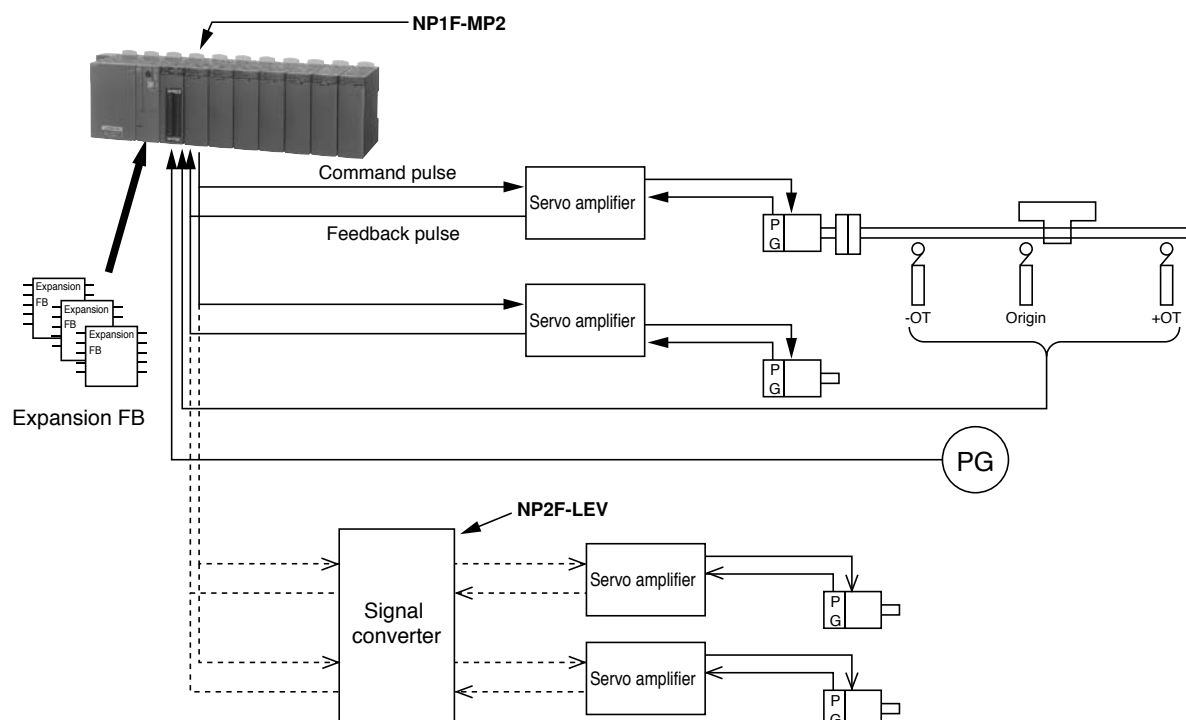 NP1F-MP2
Command pulse
Servo amplifier
Feedback pulse
P
G
-OT
Origin
+OT
Servo amplifier
P
G
Expansion
FB
Expansion
FB
Expansion
FB
Expansion FB
PG
NP2F-LEV
Signal
converter
Servo amplifier
P
G
Servo amplifier
P
G